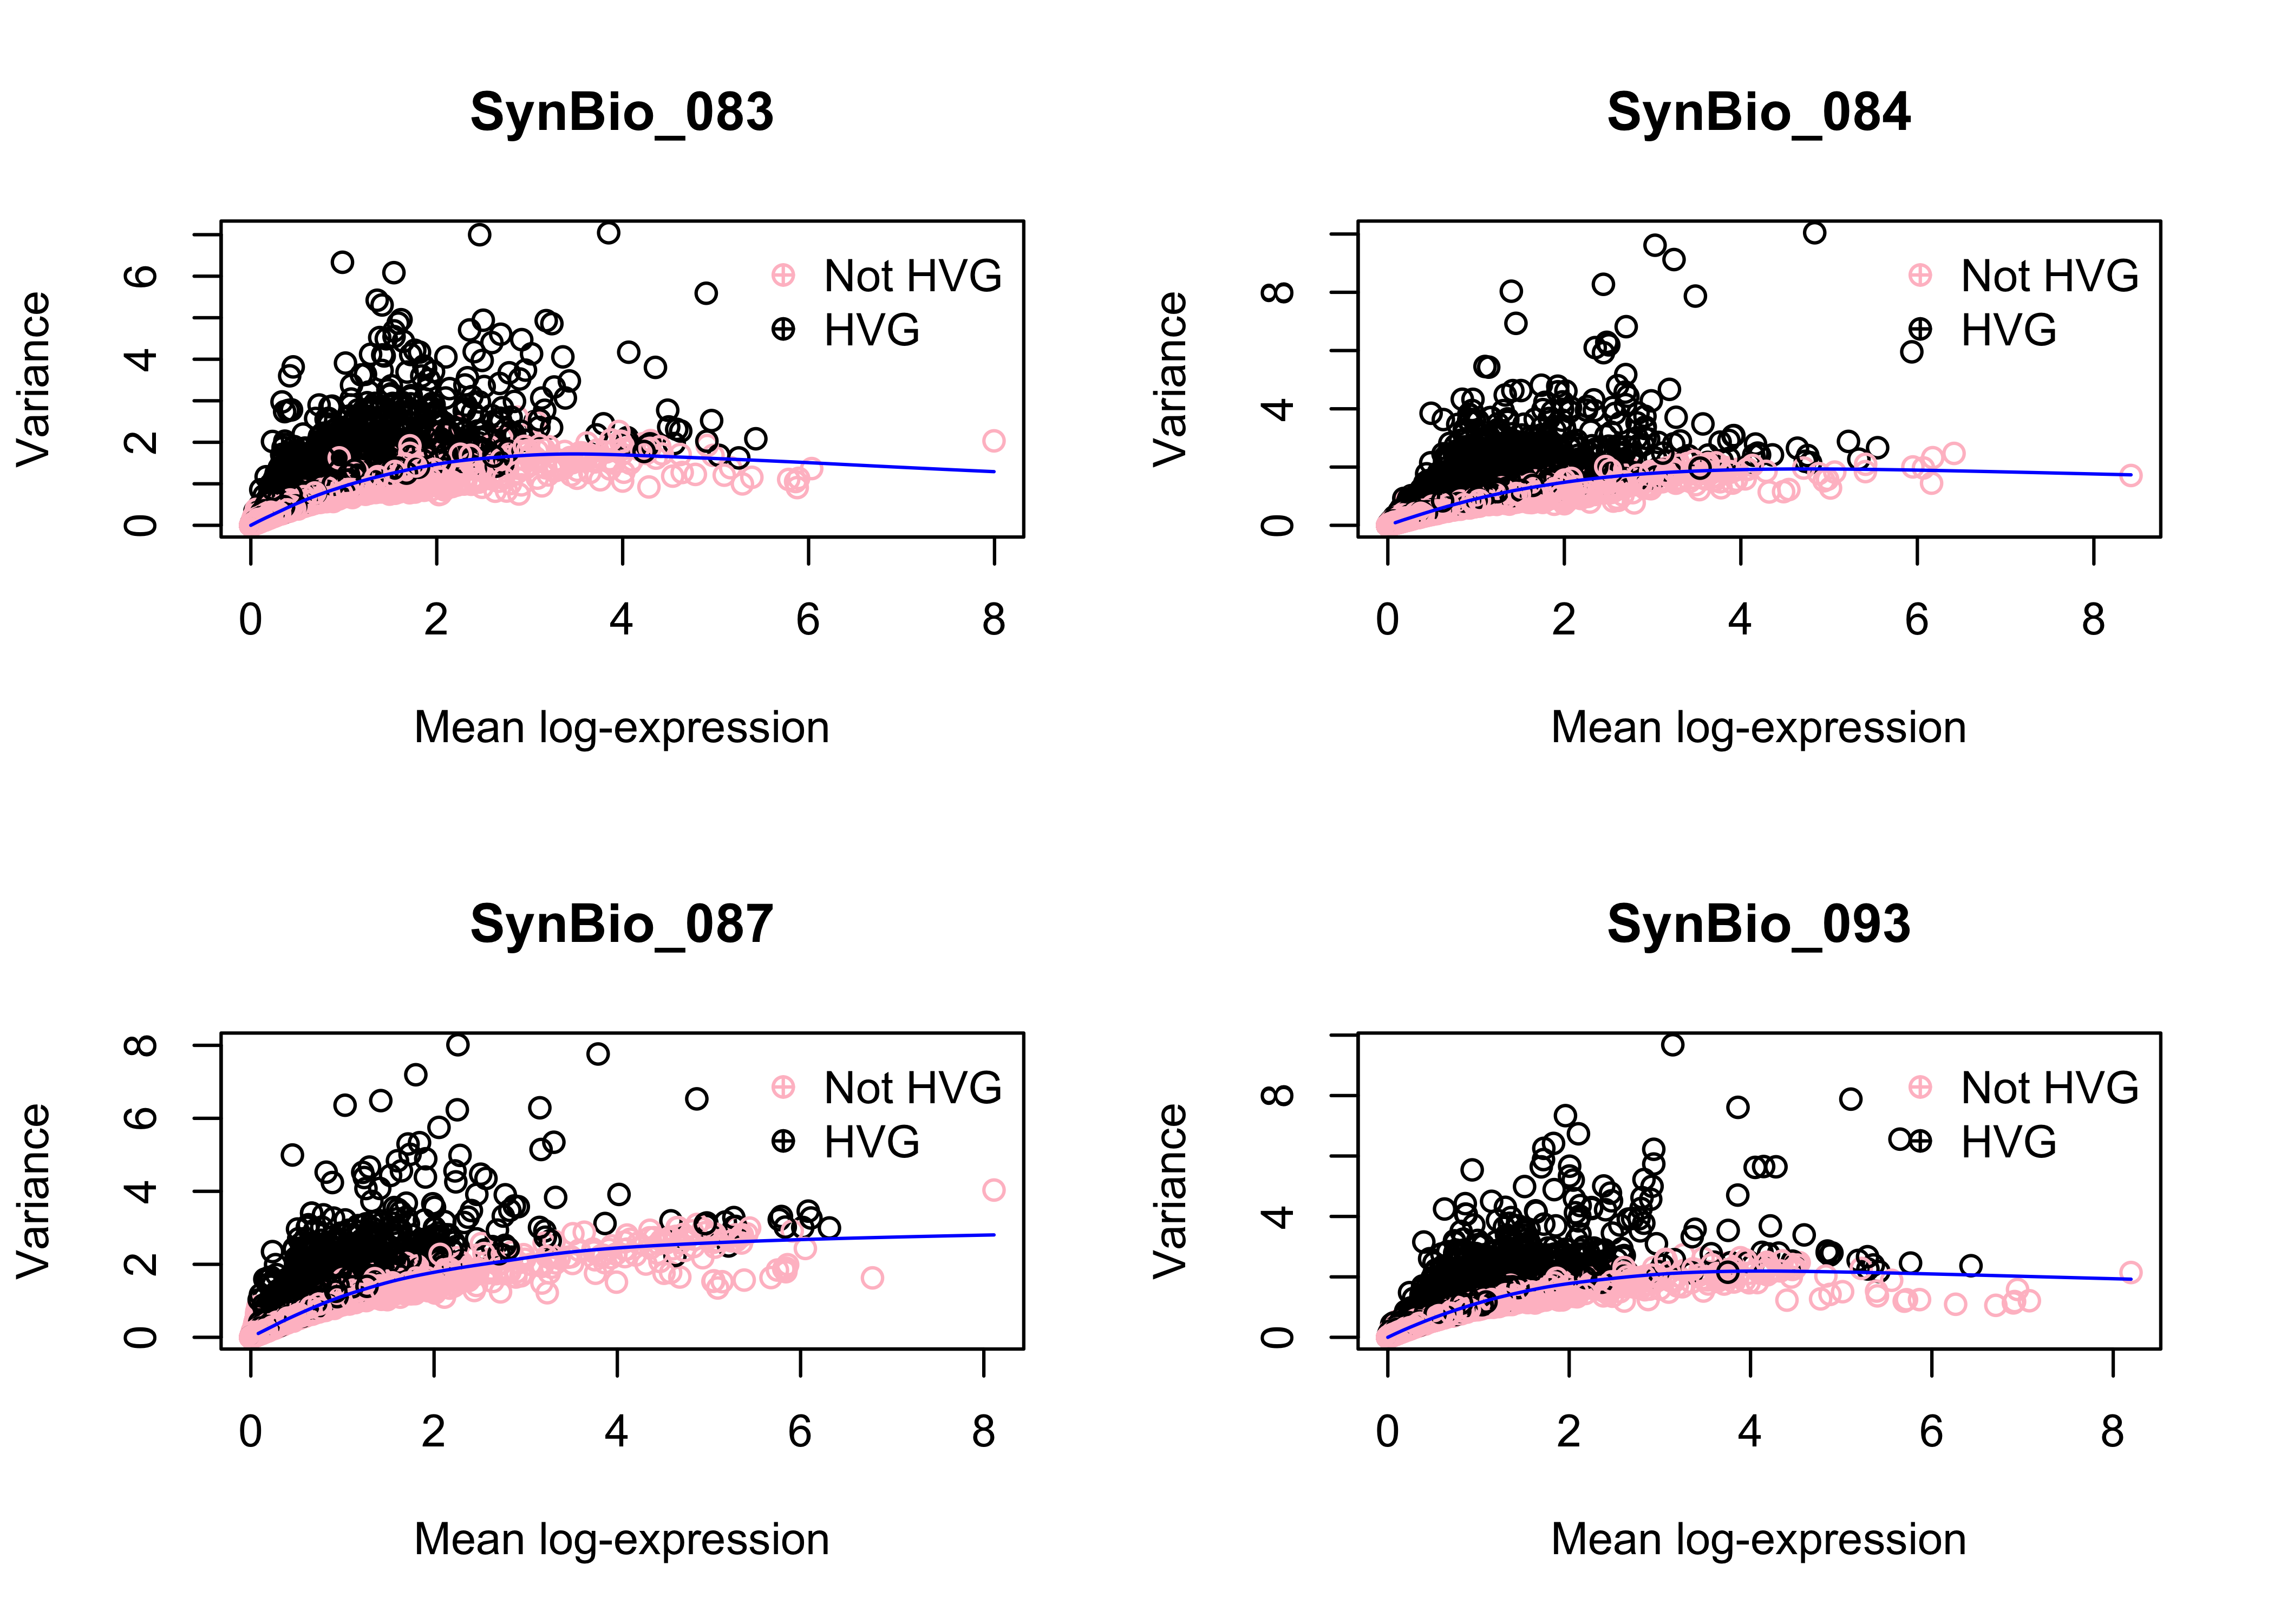 SynBio_083
Variance
0 2 4 6
Not HVG
HVG
0 2 4 6 8
Mean log-expression
SynBio_084
Variance
0 4 8
Not HVG
HVG
0 2 4 6 8
Mean log-expression
SynBio_087
Variance
0 2 4 6 8
Not HVG
HVG
0 2 4 6 8
Mean log-expression
SynBio_093
Variance
0 4 8
Not HVG
HVG
0 2 4 6 8
Mean log-expression